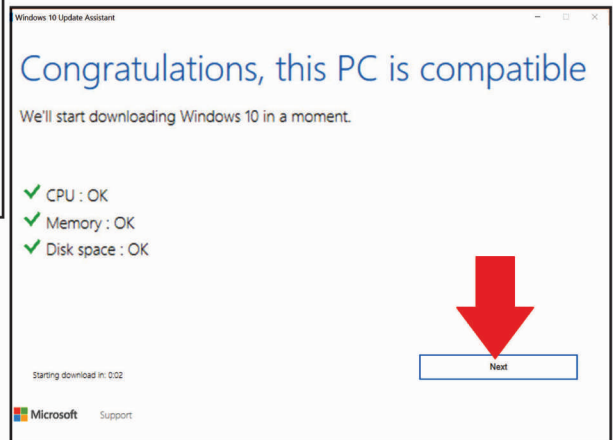 Windows 10 Update Assistant
Congratulations, this PC is compatible
We'll start downloading Windows 10 in a moment.
CPU : OK
Memory : OK
Disk space : OK
Next
Starting download in: 0:02
Microsoft Support